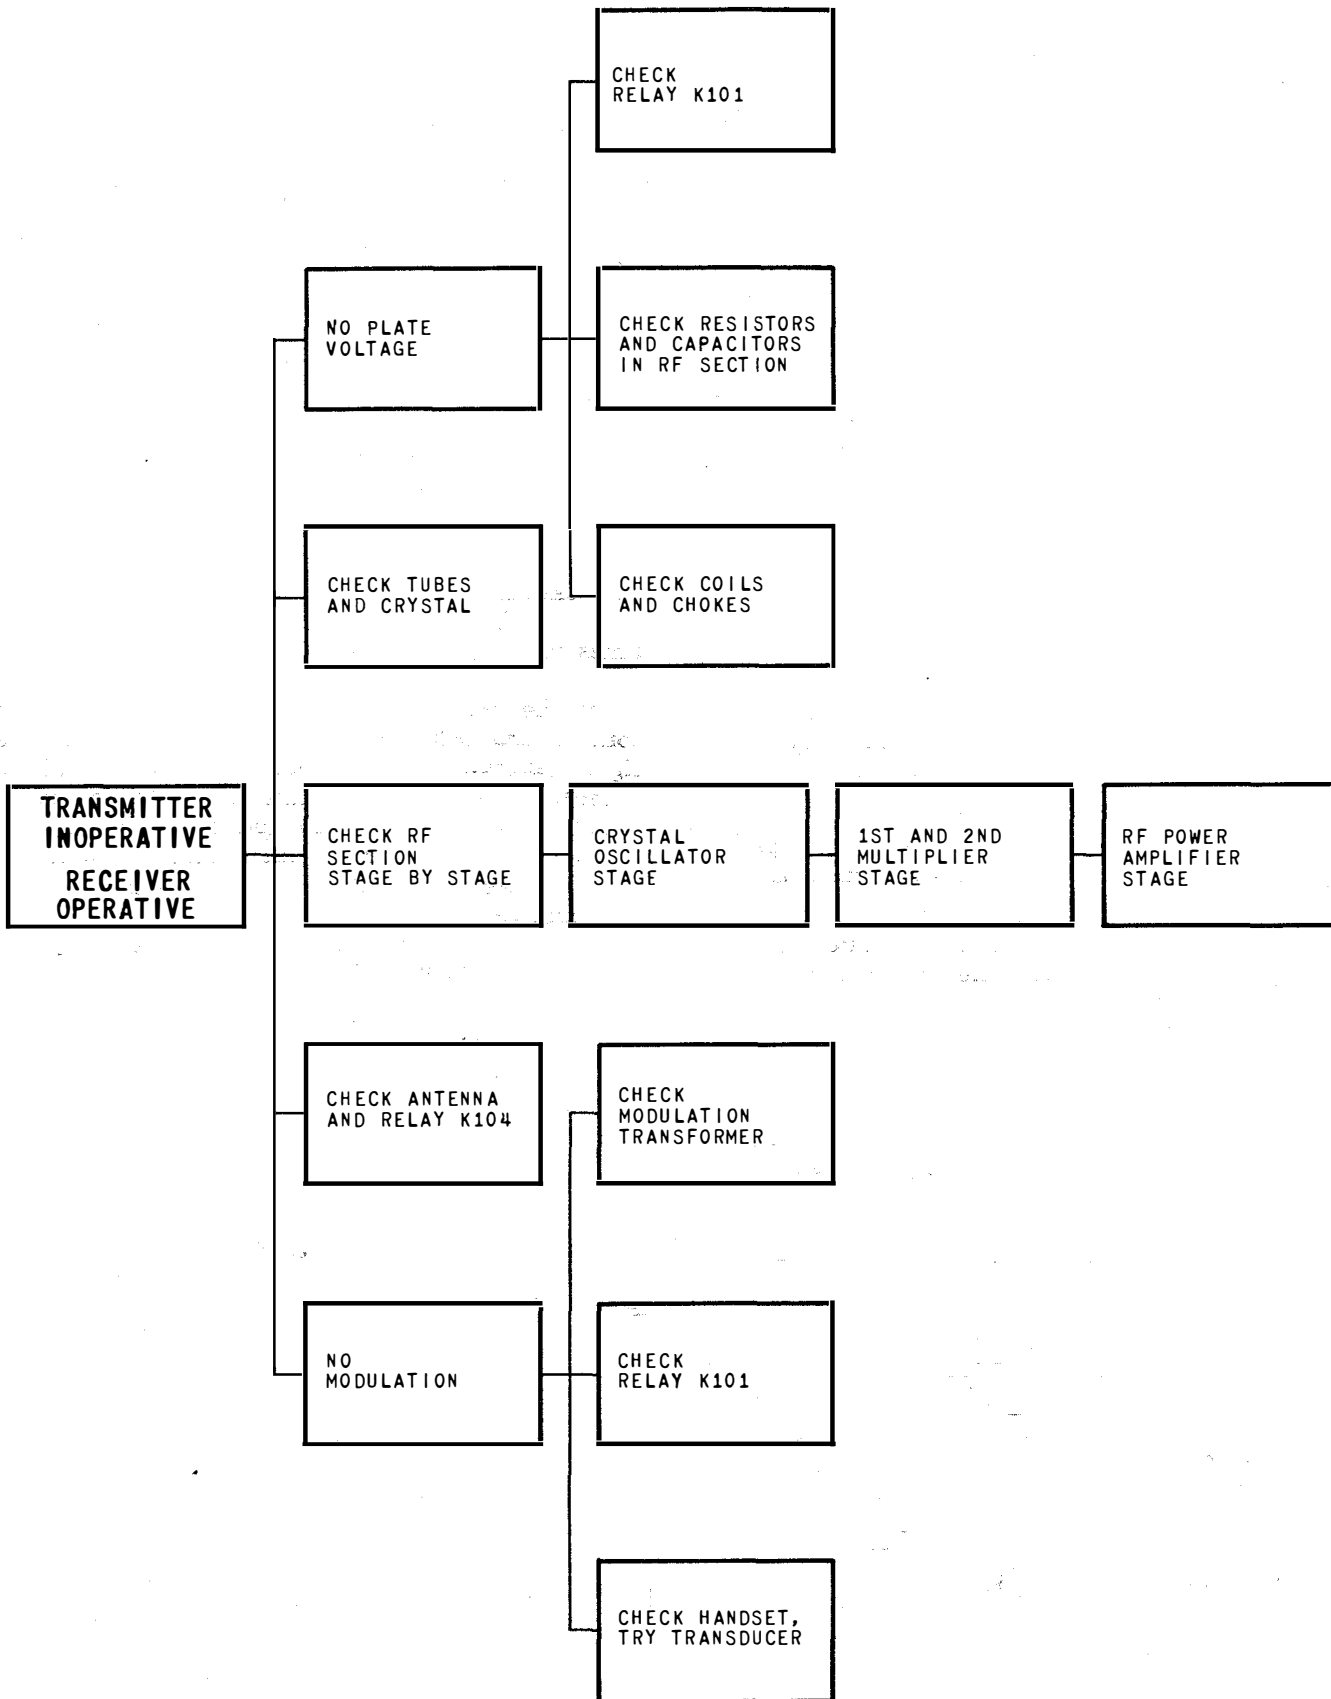 CHECK
RELAY K101
NO PLATE
VOLTAGE
CHECK RESISTORS
AND CAPACITORS
IN RF SECTION
CHECK TUBES
AND CRYSTAL
CHECK COILS
AND CHOKES
TRANSMITTER
INOPERATIVE
RECEIVER
OPERATIVE
CHECK RF
SECTION
STAGE BY STAGE
CRYSTAL
OSCILLATOR
STAGE
1ST AND 2ND
MULTIPLIER
STAGE
RF POWER
AMPLIFIER
STAGE
CHECK ANTENNA
AND RELAY K104
CHECK
MODULATION
TRANSFORMER
NO
MODULATION
CHECK
RELAY K101
CHECK HANDSET,
TRY TRANSDUCER